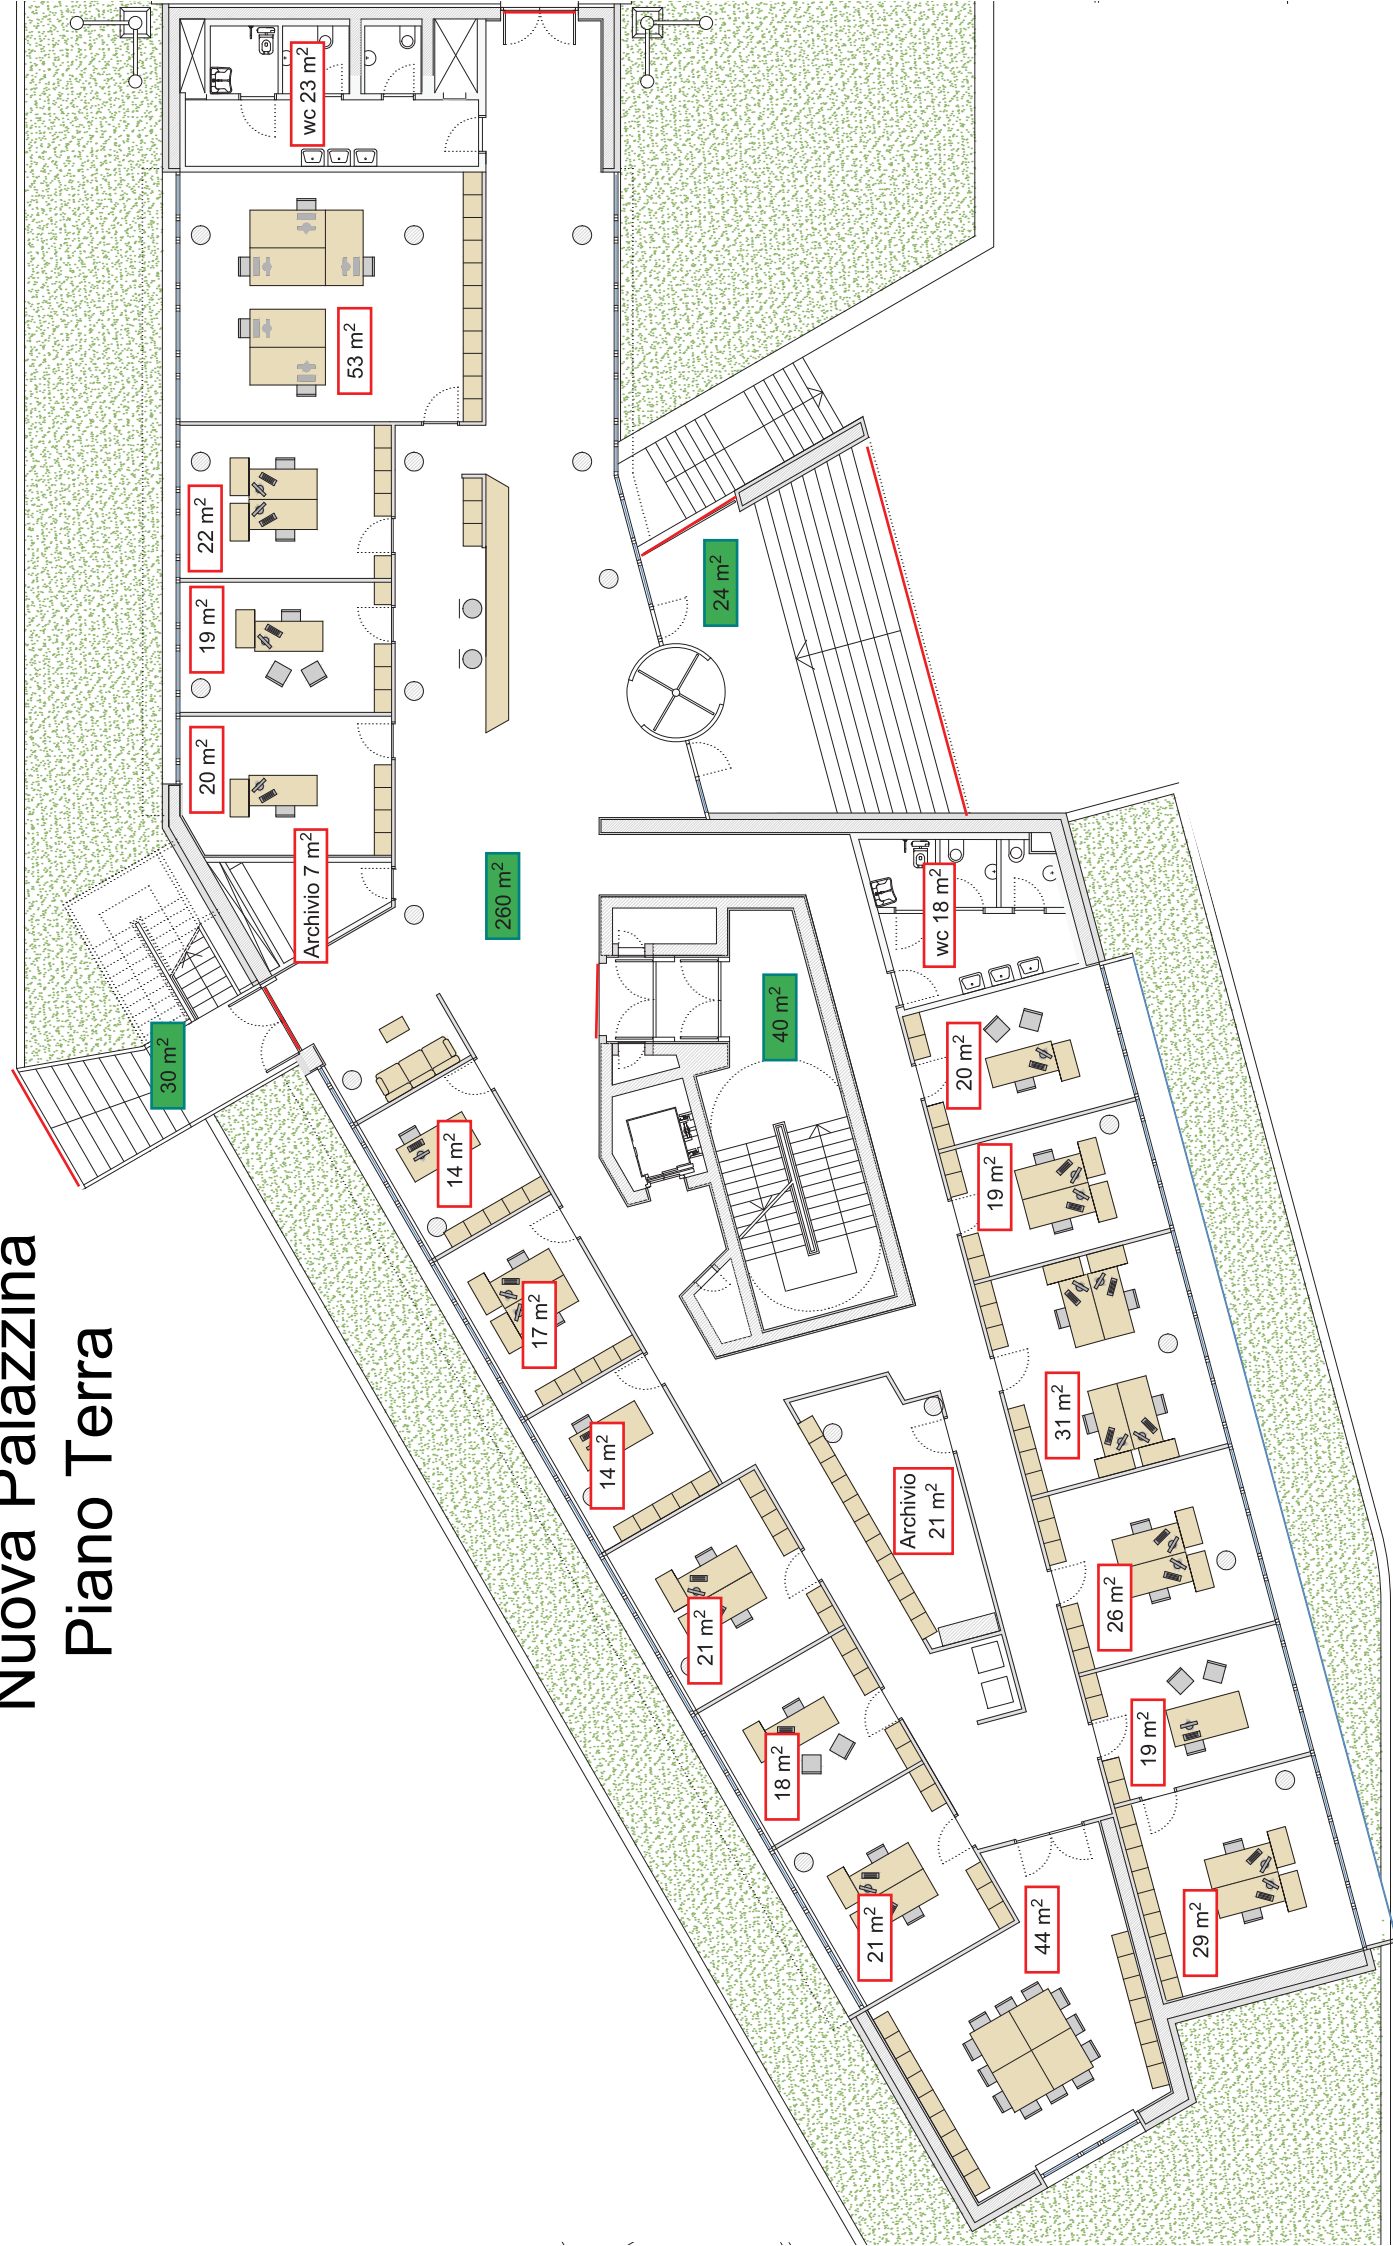 Nuova Palazzina
Piano Terra
wc 23 m²
53 m²
22 m²
19 m²
20 m²
Archivio 7 m²
24 m²
260 m²
30 m²
40 m²
wc 18 m²
20 m²
19 m²
31 m²
26 m²
19 m²
29 m²
14 m²
17 m²
14 m²
21 m²
18 m²
21 m²
44 m²
Archivio
21 m²